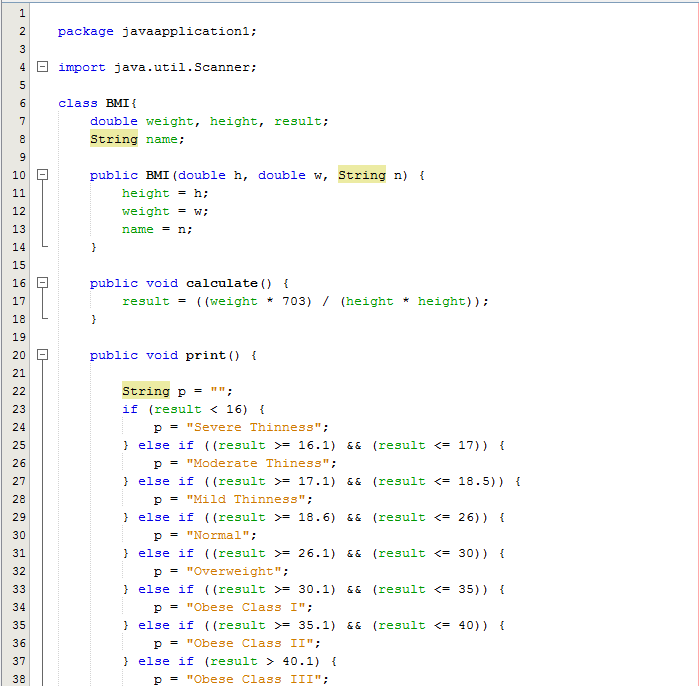 1
2 package javaapplication1;
3
4 import java.util.Scanner;
5
6 class BMI{
7 double weight, height, result;
8 String name;
9
10 public BMI(double h, double w, String n) {
11 height = h;
12 weight = w;
13 name = n;
14 }
15
16 public void calculate() {
17 result = ((weight * 703) / (height * height));
18 }
19
20 public void print() {
21
22 String p = "";
23 if (result < 16) {
24 p = "Severe Thinness";
25 } else if ((result >= 16.1) && (result <= 17)) {
26 p = "Moderate Thiness";
27 } else if ((result >= 17.1) && (result <= 18.5)) {
28 p = "Mild Thinness";
29 } else if ((result >= 18.6) && (result <= 26)) {
30 p = "Normal";
31 } else if ((result >= 26.1) && (result <= 30)) {
32 p = "Overweight";
33 } else if ((result >= 30.1) && (result <= 35)) {
34 p = "Obese Class I";
35 } else if ((result >= 35.1) && (result <= 40)) {
36 p = "Obese Class II";
37 } else if (result > 40.1) {
38 p = "Obese Class III";